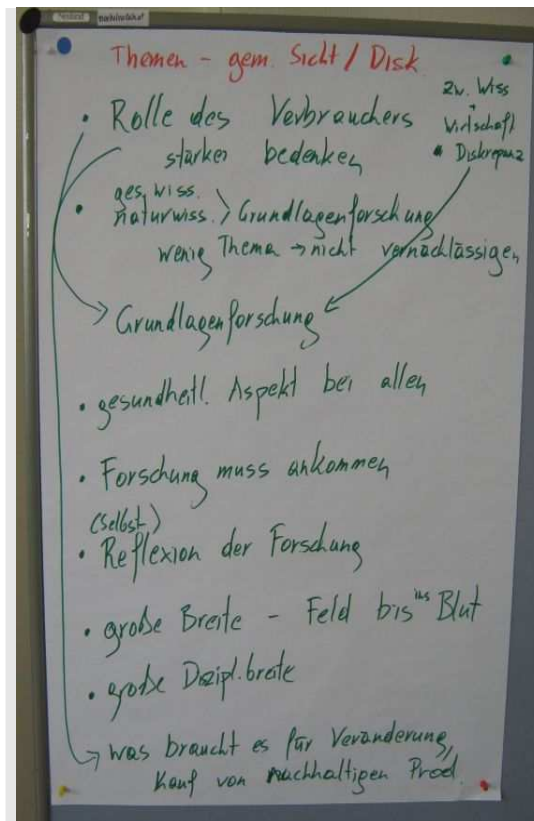 Themen - gem. Sicht / Disk.
zw. Wiss
+
Wirtschaft
• Diskrepanz
• Rolle des Verbrauchers
stärker bedenken
• ges. wiss.
naturwiss. > Grundlagenforschung
wenig Thema → nicht vernachlässigen
→ Grundlagenforschung
• gesundheitl. Aspekt bei allen
• Forschung muss ankommen
(Selbst)
• Reflexion der Forschung
• große Breite - Feld bis ins Blut
• große Diszipl.breite
→ was braucht es für Veränderung,
Kauf von nachhaltigen Prod.